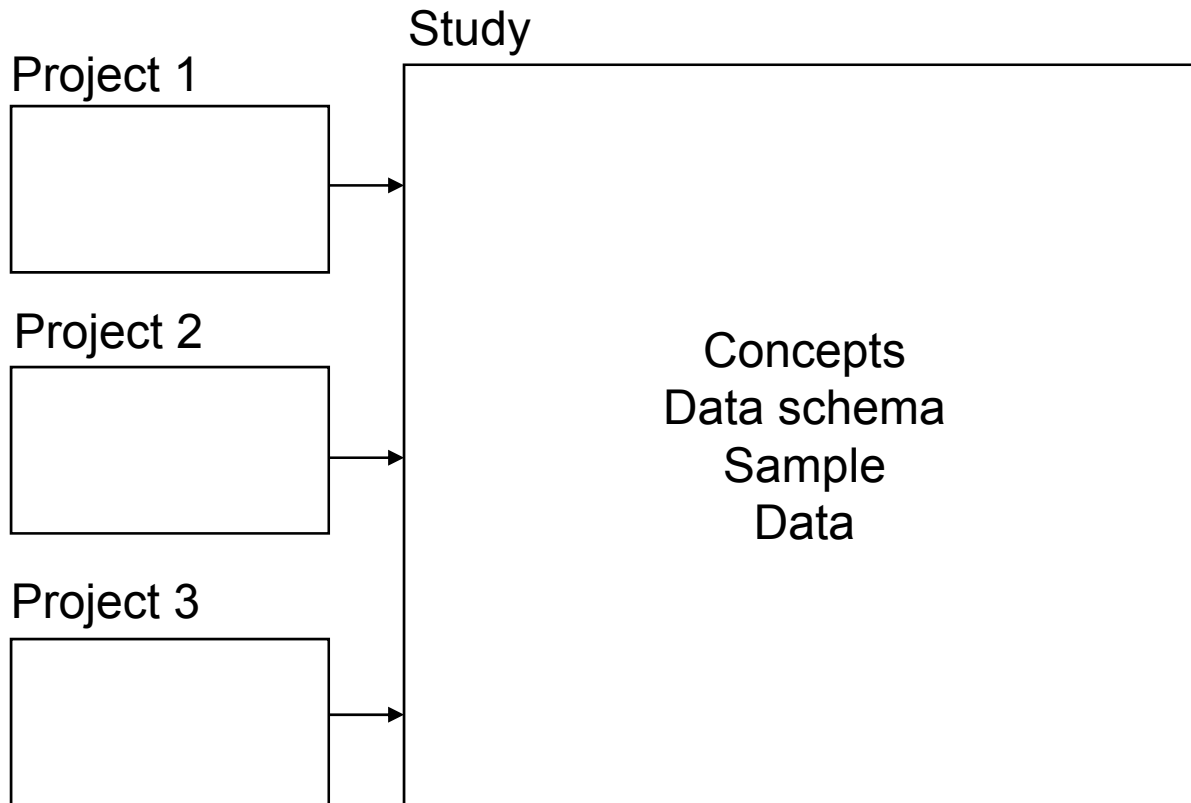 Study
Project 1
Project 2
Concepts
Data schema
Sample
Data
Project 3